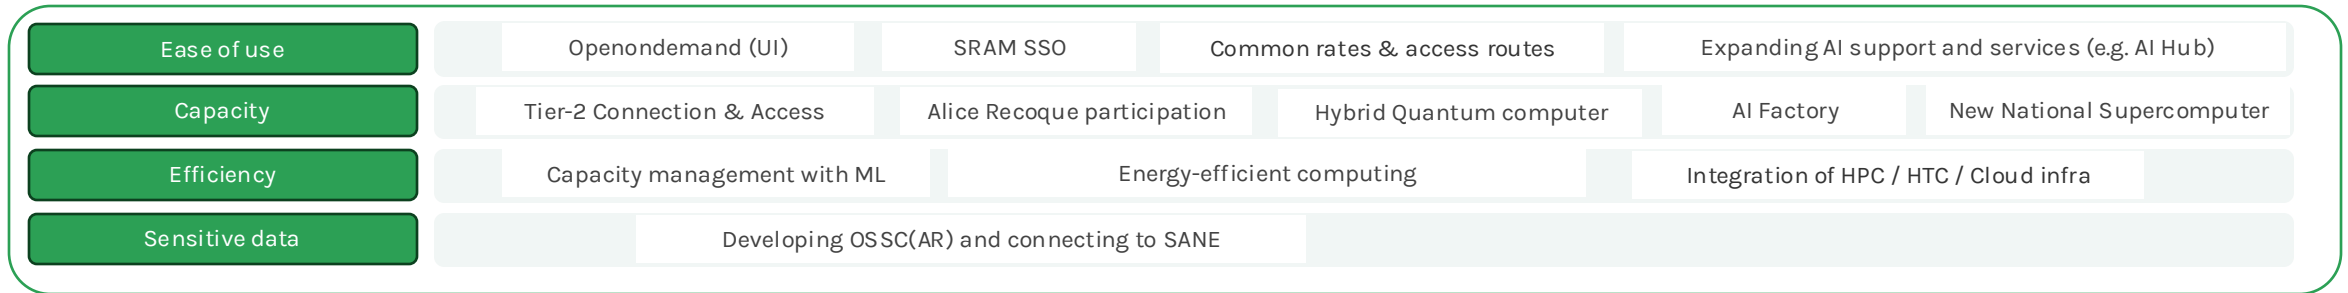 Ease of use
Openondemand (UI)
SRAM SSO
Common rates & access routes
Expanding AI support and services (e.g. AI Hub)
Capacity
Tier-2 Connection & Access
Alice Recoque participation
Hybrid Quantum computer
AI Factory
New National Supercomputer
Efficiency
Capacity management with ML
Energy-efficient computing
Integration of HPC / HTC / Cloud infra
Sensitive data
Developing OSSC(AR) and connecting to SANE